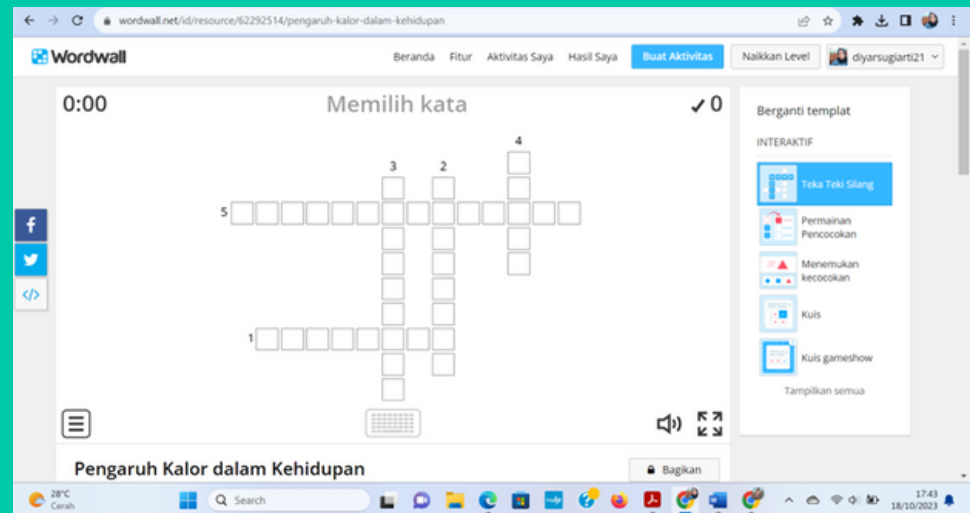 wordwall.net/id/resource/62292514/pengaruh-kalor-dalam-kehidupan
Wordwall
Beranda Fitur Aktivitas Saya Hasil Saya Buat Aktivitas Naikkan Level diyarsugiarti21
0:00 Memilih kata ✓ 0
4
3 2
5
1
Pengaruh Kalor dalam Kehidupan
Bagikan
Berganti templat
INTERAKTIF
Teka Teki Silang
Permainan
Pencocokan
Menemukan
kecocokan
Kuis
Kuis gameshow
Tampilkan semua
28°C
Cerah
Search
17:43
18/10/2023